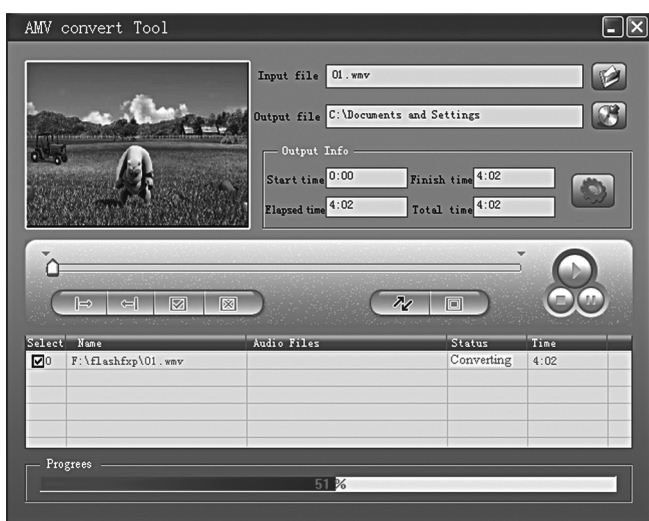 AMV convert Tool
Input file 01.wmv
Output file C:\Documents and Settings
Output Info
Start time 0:00 Finish time 4:02
Elapsed time 4:02 Total time 4:02
Select Name Audio Files Status Time
0 F:\flashfxp\01.wmv Converting 4:02
Progrees
51 %